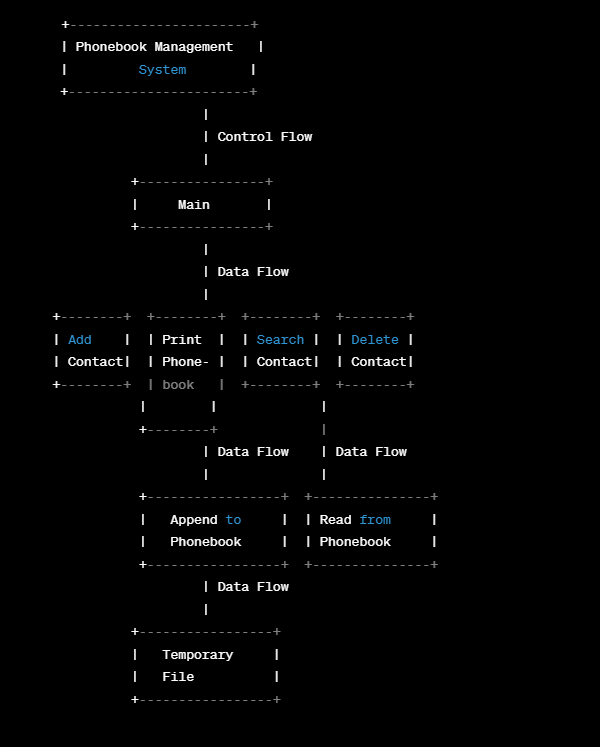 +-----------------------+
| Phonebook Management   |
|         System        |
+-----------------------+
|
| Control Flow
|
+----------------+
|     Main       |
+----------------+
|
| Data Flow
|
+--------+  +--------+  +--------+  +--------+
| Add    |  | Print  |  | Search |  | Delete |
| Contact|  | Phone- |  | Contact|  | Contact|
+--------+  | book   |  +--------+  +--------+
|        |             |
+--------+             |
| Data Flow    | Data Flow
|              |
+-----------------+  +---------------+
|   Append to     |  | Read from     |
|   Phonebook     |  | Phonebook     |
+-----------------+  +---------------+
| Data Flow
|
+-----------------+
|   Temporary     |
|   File          |
+-----------------+